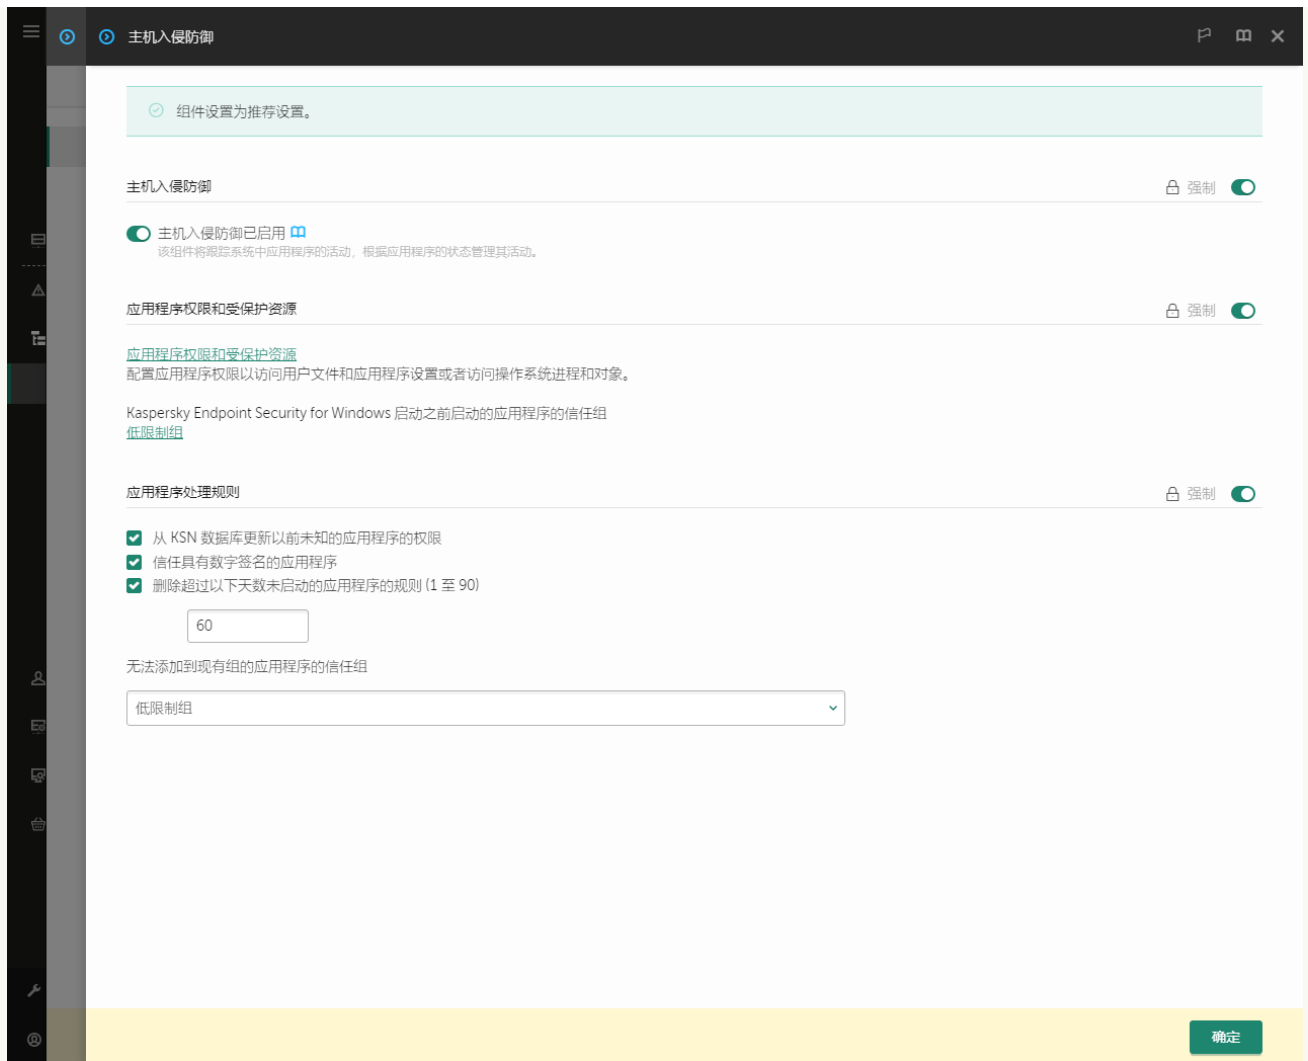 主机入侵防御
组件设置为推荐设置。
主机入侵防御
强制
主机入侵防御已启用
该组件将跟踪系统中应用程序的活动，根据应用程序的状态管理其活动。
应用程序权限和受保护资源
强制
应用程序权限和受保护资源
配置应用程序权限以访问用户文件和应用程序设置或者访问操作系统进程和对象。
Kaspersky Endpoint Security for Windows 启动之前启动的应用程序的信任组
低限制组
应用程序处理规则
强制
从 KSN 数据库更新以前未知的应用程序的权限
信任具有数字签名的应用程序
删除超过以下天数未启动的应用程序的规则 (1 至 90)
60
无法添加到现有组的应用程序的信任组
低限制组
确定